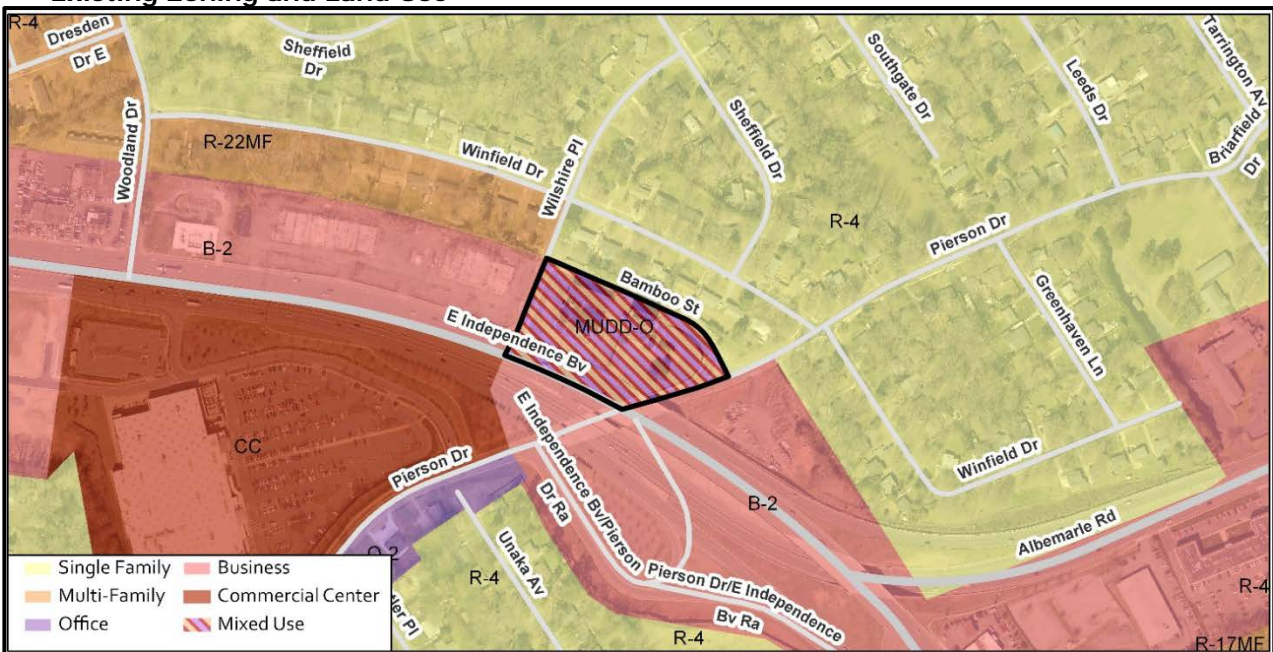 Existing Zoning and Land Use
R-4
Dresden
Dr E
Woodland Dr
Sheffield
Dr
R-22MF
Winfield Dr
Wilshire Pl
Sheffield Dr
Southgate Dr
Leeds Dr
Tarrington Av
Briarfield
Dr
R-4
Pierson Dr
Greenhaven Ln
B-2
Bamboo St
MUDD-O
E Independence Bv
CC
Pierson Dr
E Independence Bv/Pierson
Dr Ra
B-2
Winfield Dr
Albemarle Rd
O-2
Unaka Av
R-4
Pierson Dr/E Independence
Bv Ra
R-4
R-4
R-17MF
Pl
Single Family
Business
Multi-Family
Commercial Center
Office
Mixed Use